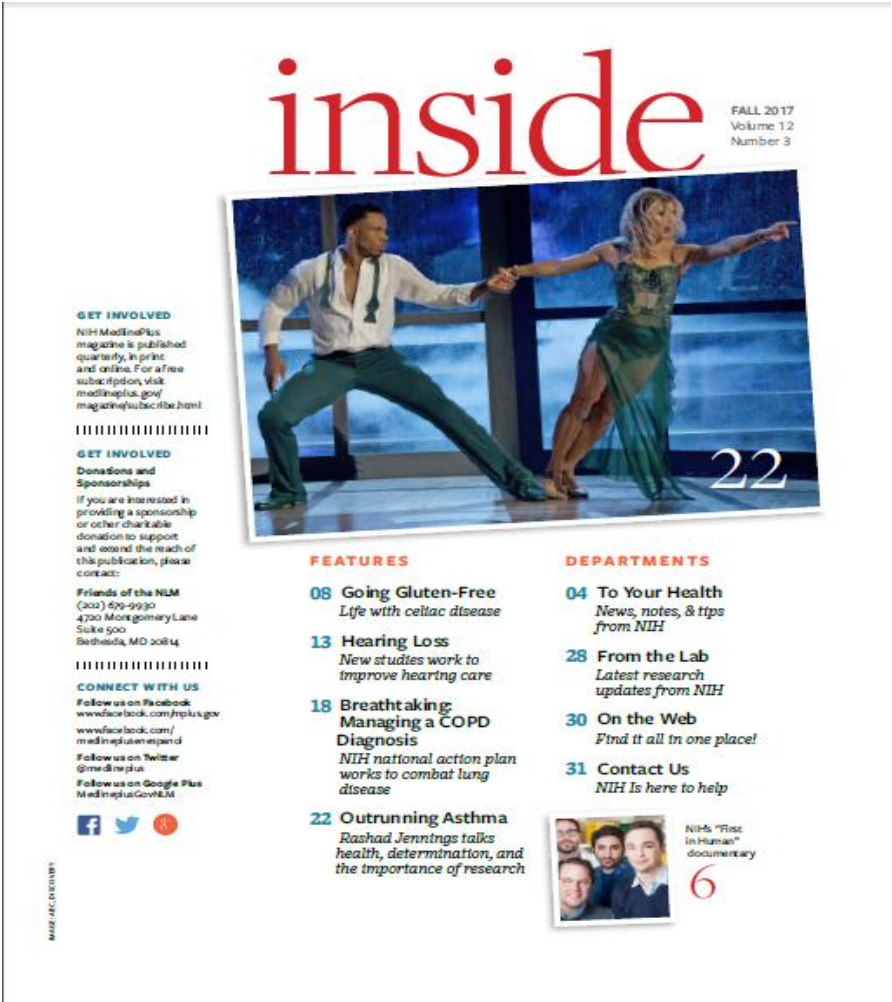 inside
FALL 2017
Volume 12
Number 3
22
GET INVOLVED
NIH MedlinePlus
magazine is published
quarterly, in print
and online. For a free
subscription, visit
medlineplus.gov/
magazine/subscribe.html
GET INVOLVED
Donations and
Sponsorships
If you are interested in
providing a sponsorship
or other charitable
donation to support
and extend the reach of
this publication, please
contact:
Friends of the NLM
(202) 679-9930
4720 Montgomery Lane
Suite 500
Bethesda, MD 20814
CONNECT WITH US
Follow us on Facebook
www.facebook.com/mplus.gov
www.facebook.com/
medlineplusenespanol
Follow us on Twitter
@medlineplus
Follow us on Google Plus
MedlineplusGovNLM
IMAGE: ABC, DISCOVERY
FEATURES
08 Going Gluten-Free
Life with celiac disease
13 Hearing Loss
New studies work to
improve hearing care
18 Breathtaking:
Managing a COPD
Diagnosis
NIH national action plan
works to combat lung
disease
22 Outrunning Asthma
Rashad Jennings talks
health, determination, and
the importance of research
DEPARTMENTS
04 To Your Health
News, notes, & tips
from NIH
28 From the Lab
Latest research
updates from NIH
30 On the Web
Find it all in one place!
31 Contact Us
NIH Is here to help
NIH's "First
in Human"
documentary
6